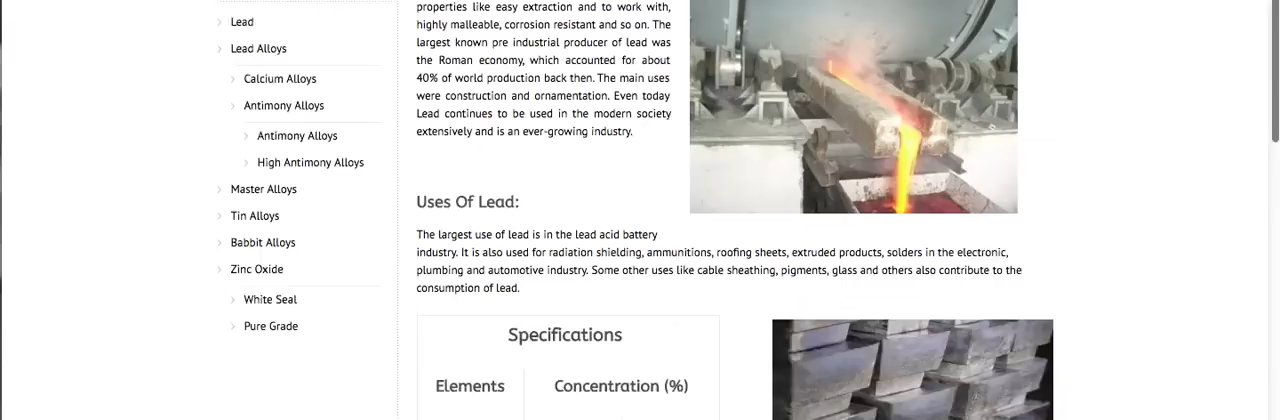 Lead
Lead Alloys
Calcium Alloys
Antimony Alloys
Antimony Alloys
High Antimony Alloys
Master Alloys
Tin Alloys
Babbit Alloys
Zinc Oxide
White Seal
Pure Grade
properties like easy extraction and to work with,
highly malleable, corrosion resistant and so on. The
largest known pre industrial producer of lead was
the Roman economy, which accounted for about
40% of world production back then. The main uses
were construction and ornamentation. Even today
Lead continues to be used in the modern society
extensively and is an ever-growing industry.
Uses Of Lead:
The largest use of lead is in the lead acid battery
industry. It is also used for radiation shielding, ammunitions, roofing sheets, extruded products, solders in the electronic,
plumbing and automotive industry. Some other uses like cable sheathing, pigments, glass and others also contribute to the
consumption of lead.
Specifications
Elements Concentration (%)